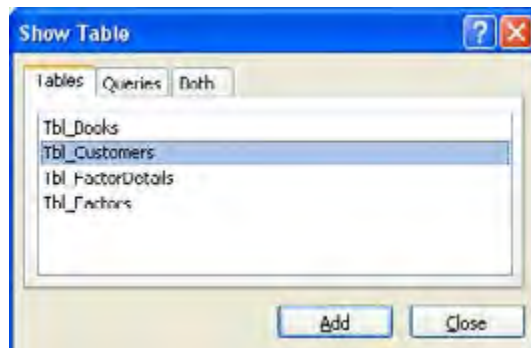 Show Table
Tables Queries Both
Tbl_Books
Tbl_Customers
Tbl_FactorDetails
Tbl_Factors
Add Close